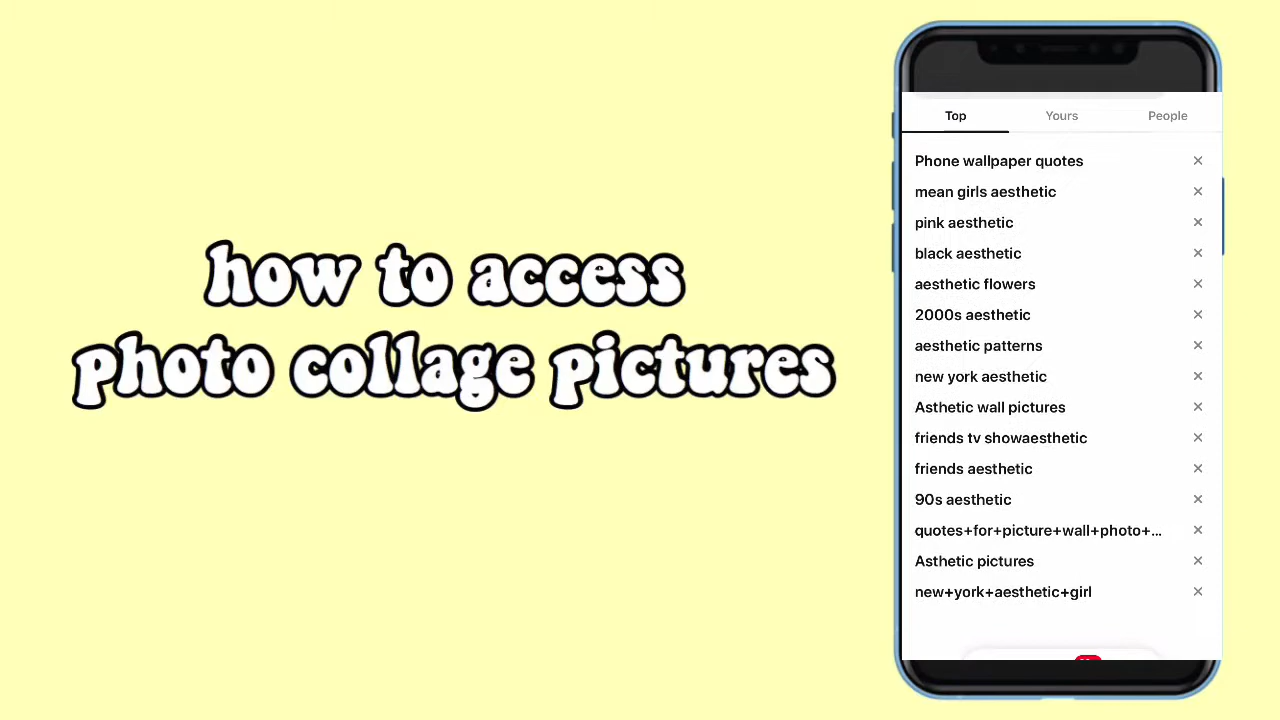 how to access
photo collage pictures
Top Yours People
Phone wallpaper quotes
mean girls aesthetic
pink aesthetic
black aesthetic
aesthetic flowers
2000s aesthetic
aesthetic patterns
new york aesthetic
Asthetic wall pictures
friends tv showaesthetic
friends aesthetic
90s aesthetic
quotes+for+picture+wall+photo+...
Asthetic pictures
new+york+aesthetic+girl